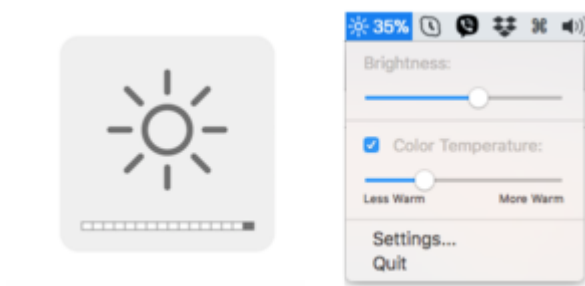 35%
Brightness:
Color Temperature:
Less Warm More Warm
Settings...
Quit